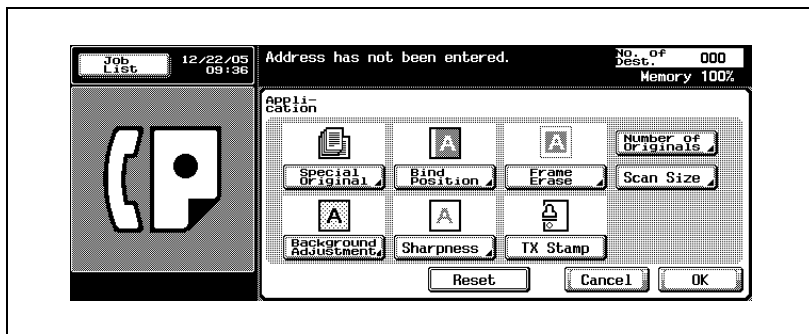 Job List
12/22/05
09:36
Address has not been entered.
No. of Dest. 000
Memory 100%
Appli-
cation
Special Original
Bind Position
Frame Erase
Number of Originals
Scan Size
Background Adjustment
Sharpness
TX Stamp
Reset
Cancel
OK